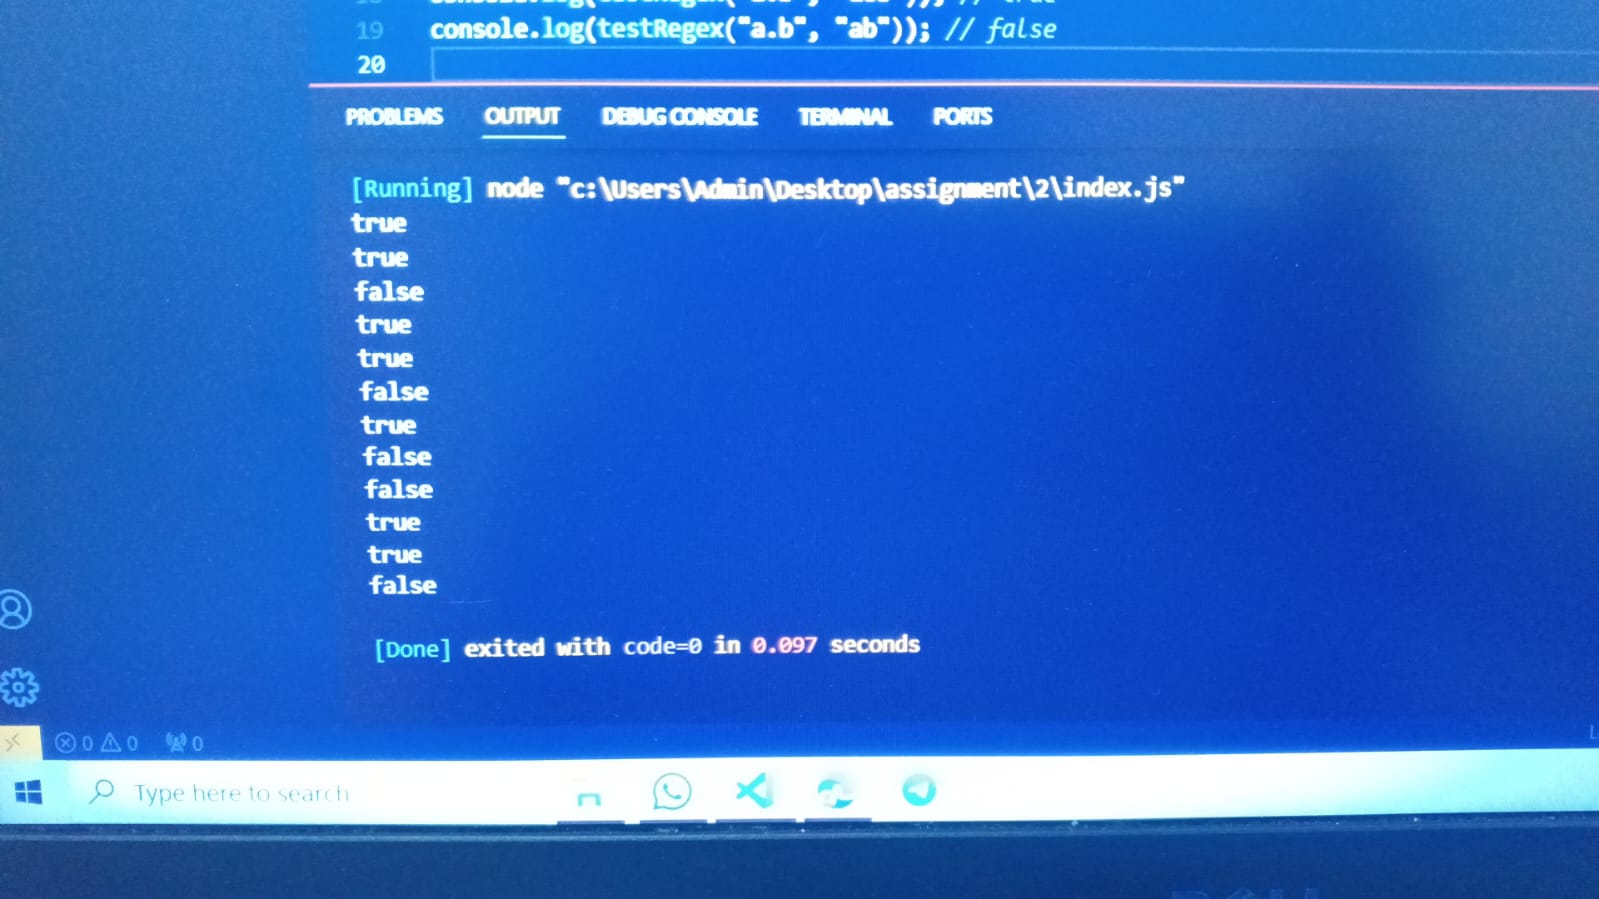 19 console.log(testRegex("a.b", "ab")); // false
20
PROBLEMS OUTPUT DEBUG CONSOLE TERMINAL PORTS
[Running] node "c:\Users\Admin\Desktop\assignment\2\index.js"
true
true
false
true
true
false
true
false
false
true
true
false
[Done] exited with code=0 in 0.097 seconds
0 0 0
Type here to search